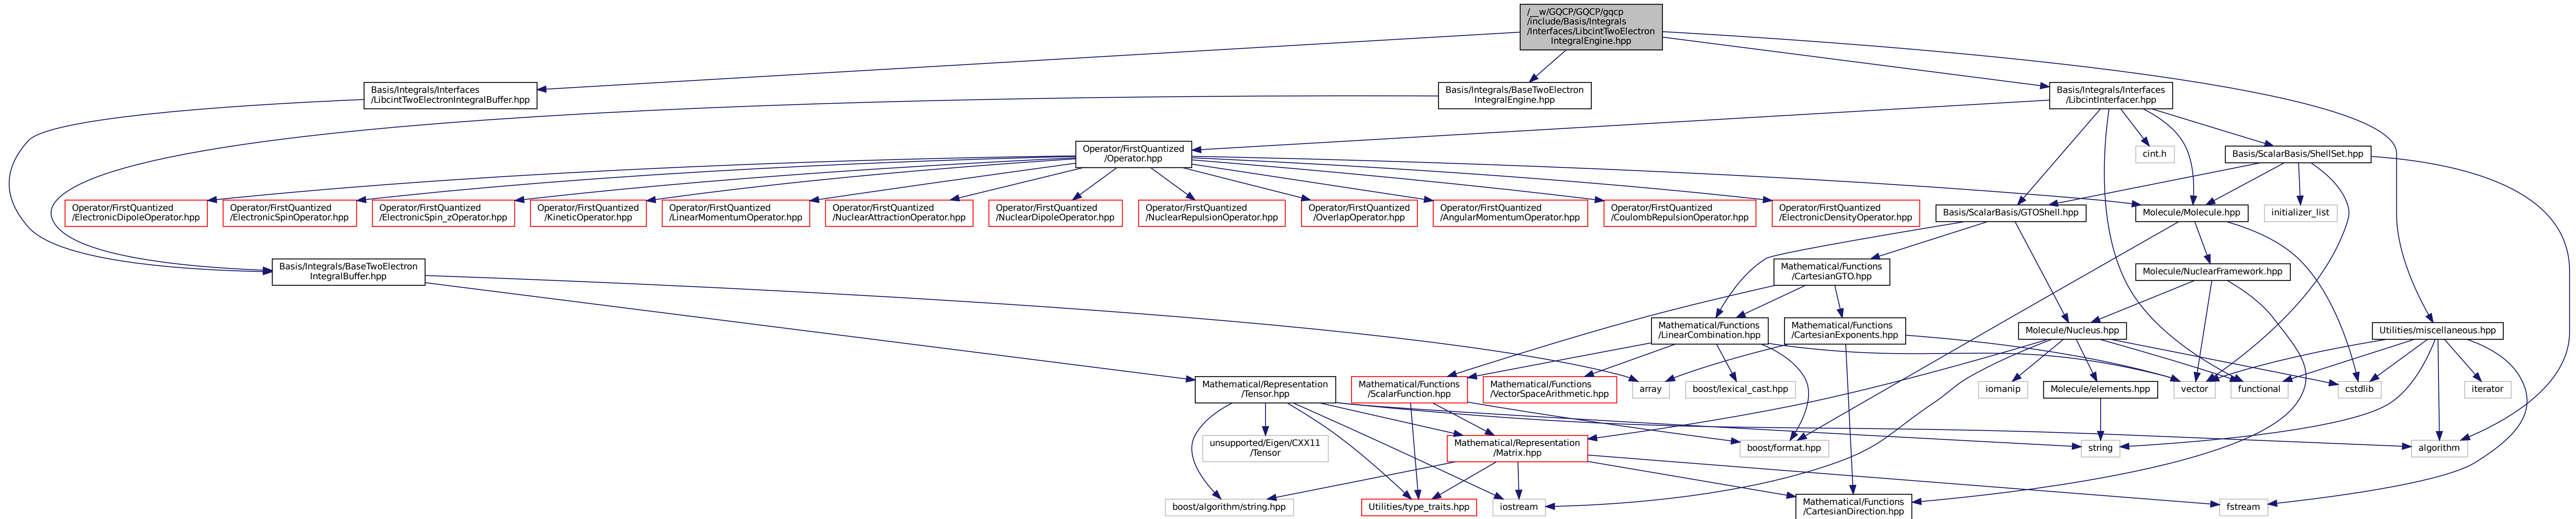 /__w/GQCP/GQCP/gqcp
/include/Basis/Integrals
/Interfaces/LibcintTwoElectron
IntegralEngine.hpp
Basis/Integrals/Interfaces
/LibcintTwoElectronIntegralBuffer.hpp
Basis/Integrals/BaseTwoElectron
IntegralEngine.hpp
Basis/Integrals/Interfaces
/LibcintInterfacer.hpp
Operator/FirstQuantized
/Operator.hpp
cint.h
Basis/ScalarBasis/ShellSet.hpp
Operator/FirstQuantized
/ElectronicDipoleOperator.hpp
Operator/FirstQuantized
/ElectronicSpinOperator.hpp
Operator/FirstQuantized
/ElectronicSpin_zOperator.hpp
Operator/FirstQuantized
/KineticOperator.hpp
Operator/FirstQuantized
/LinearMomentumOperator.hpp
Operator/FirstQuantized
/NuclearAttractionOperator.hpp
Operator/FirstQuantized
/NuclearDipoleOperator.hpp
Operator/FirstQuantized
/NuclearRepulsionOperator.hpp
Operator/FirstQuantized
/OverlapOperator.hpp
Operator/FirstQuantized
/AngularMomentumOperator.hpp
Operator/FirstQuantized
/CoulombRepulsionOperator.hpp
Operator/FirstQuantized
/ElectronicDensityOperator.hpp
Basis/ScalarBasis/GTOShell.hpp
Molecule/Molecule.hpp
initializer_list
Basis/Integrals/BaseTwoElectron
IntegralBuffer.hpp
Mathematical/Functions
/CartesianGTO.hpp
Molecule/NuclearFramework.hpp
Mathematical/Functions
/LinearCombination.hpp
Mathematical/Functions
/CartesianExponents.hpp
Molecule/Nucleus.hpp
Utilities/miscellaneous.hpp
Mathematical/Representation
/Tensor.hpp
Mathematical/Functions
/ScalarFunction.hpp
Mathematical/Functions
/VectorSpaceArithmetic.hpp
array
boost/lexical_cast.hpp
iomanip
Molecule/elements.hpp
vector
functional
cstdlib
iterator
unsupported/Eigen/CXX11
/Tensor
Mathematical/Representation
/Matrix.hpp
boost/format.hpp
string
algorithm
boost/algorithm/string.hpp
Utilities/type_traits.hpp
iostream
Mathematical/Functions
/CartesianDirection.hpp
fstream